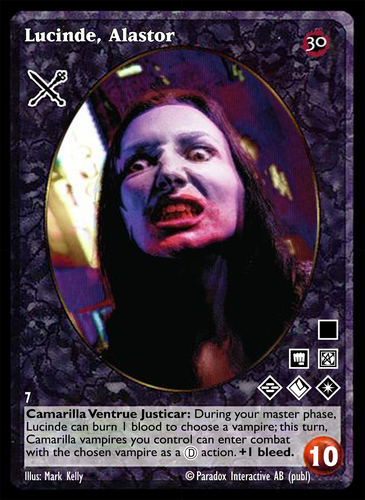 Lucinde, Alastor
30
7
Camarilla Ventrue Justicar: During your master phase,
Lucinde can burn 1 blood to choose a vampire; this turn,
Camarilla vampires you control can enter combat
with the chosen vampire as a Ⓓ action. +1 bleed.
10
Illus: Mark Kelly
© Paradox Interactive AB (publ)